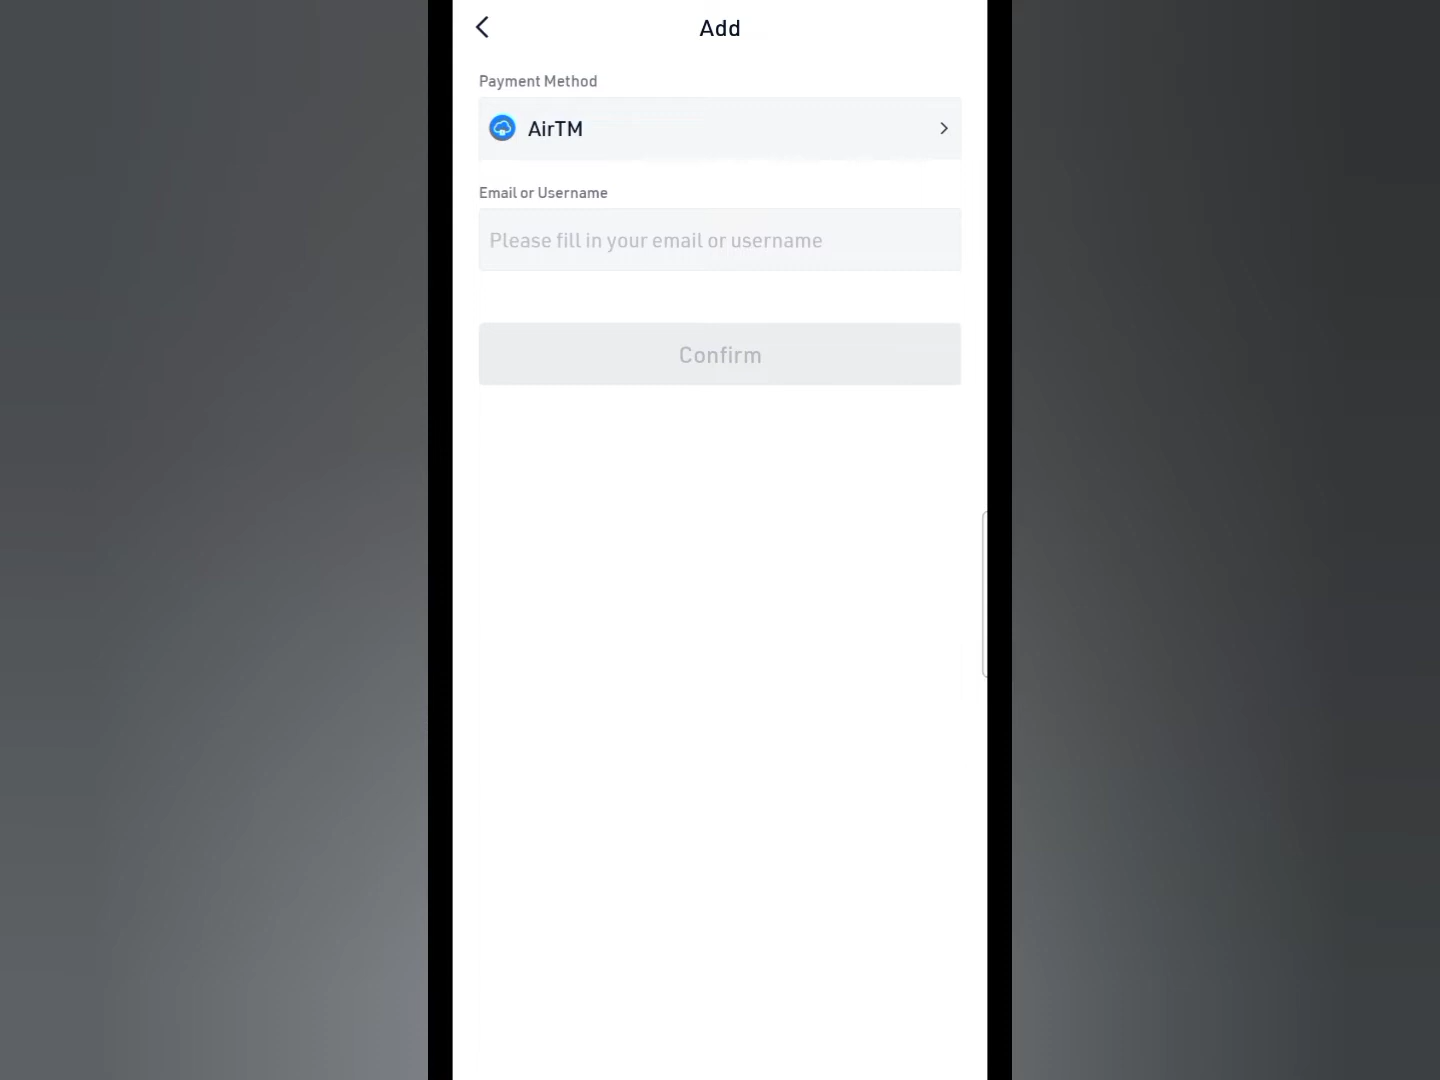 Add
Payment Method
AirTM
Email or Username
Please fill in your email or username
Confirm